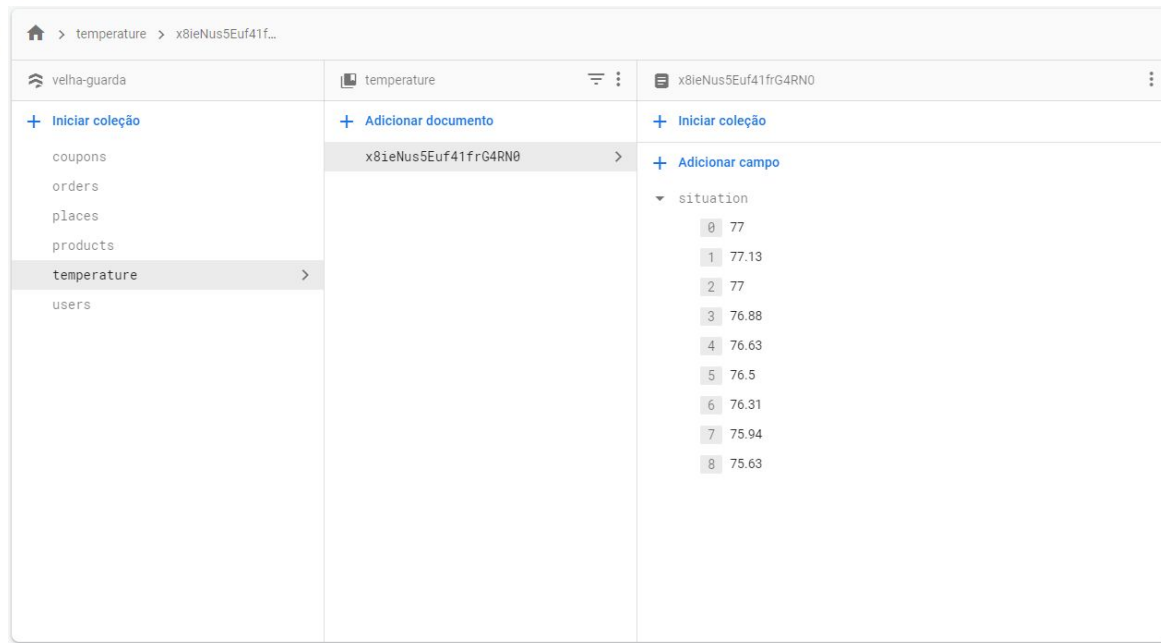 > temperature > x8ieNus5Euf41f...
velha-guarda
+ Iniciar coleção
coupons
orders
places
products
temperature >
users
temperature
+ Adicionar documento
x8ieNus5Euf41frG4RN0 >
x8ieNus5Euf41frG4RN0
+ Iniciar coleção
+ Adicionar campo
situation
0 77
1 77.13
2 77
3 76.88
4 76.63
5 76.5
6 76.31
7 75.94
8 75.63